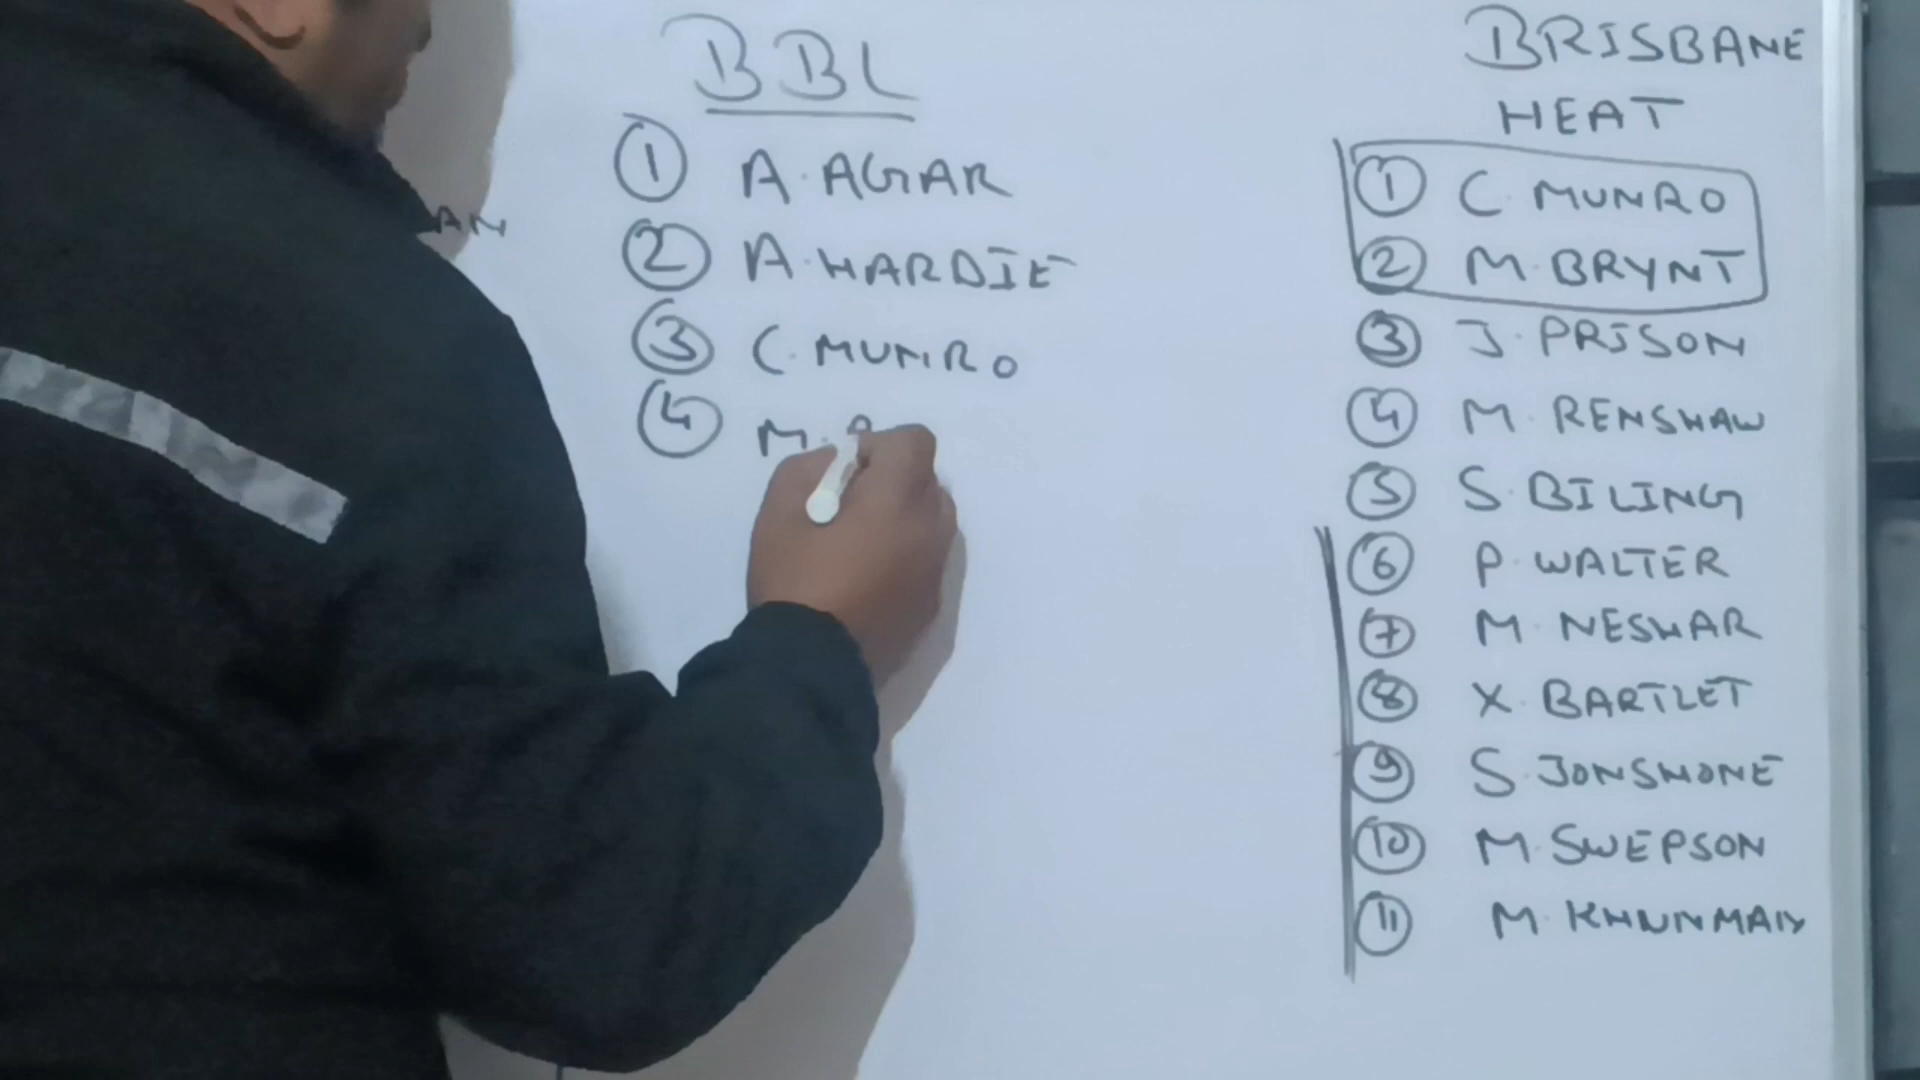 BBL
1 A. AGAR
2 A. HARDIE
3 C. MUNRO
4 M.
AN
BRISBANE
HEAT
1 C. MUNRO
2 M. BRYNT
3 J. PRISON
4 M. RENSHAW
5 S. BILING
6 P. WALTER
7 M. NESHAR
8 X. BARTLET
9 S. JONSHONE
10 M. SWEPSON
11 M. KHUNMAN